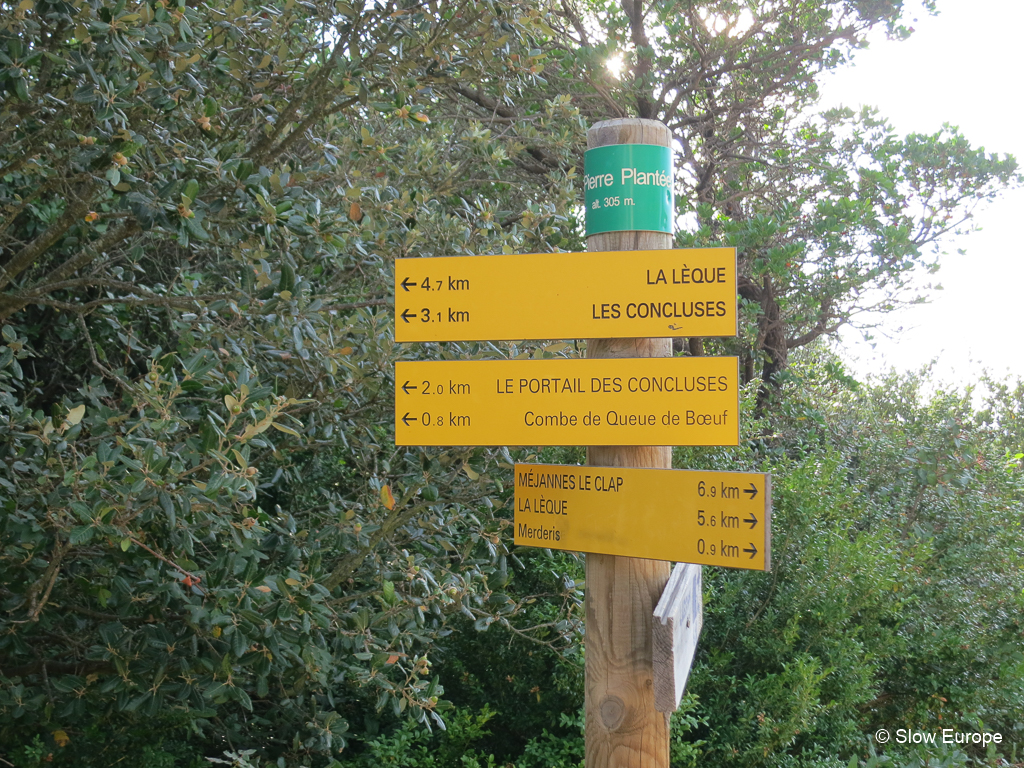 Pierre Plantée
alt. 305 m.
← 4.7 km LA LÈQUE
← 3.1 km LES CONCLUSES
← 2.0 km LE PORTAIL DES CONCLUSES
← 0.8 km Combe de Queue de Bœuf
MÉJANNES LE CLAP 6.9 km →
LA LÈQUE 5.6 km →
Merderis 0.9 km →
© Slow Europe